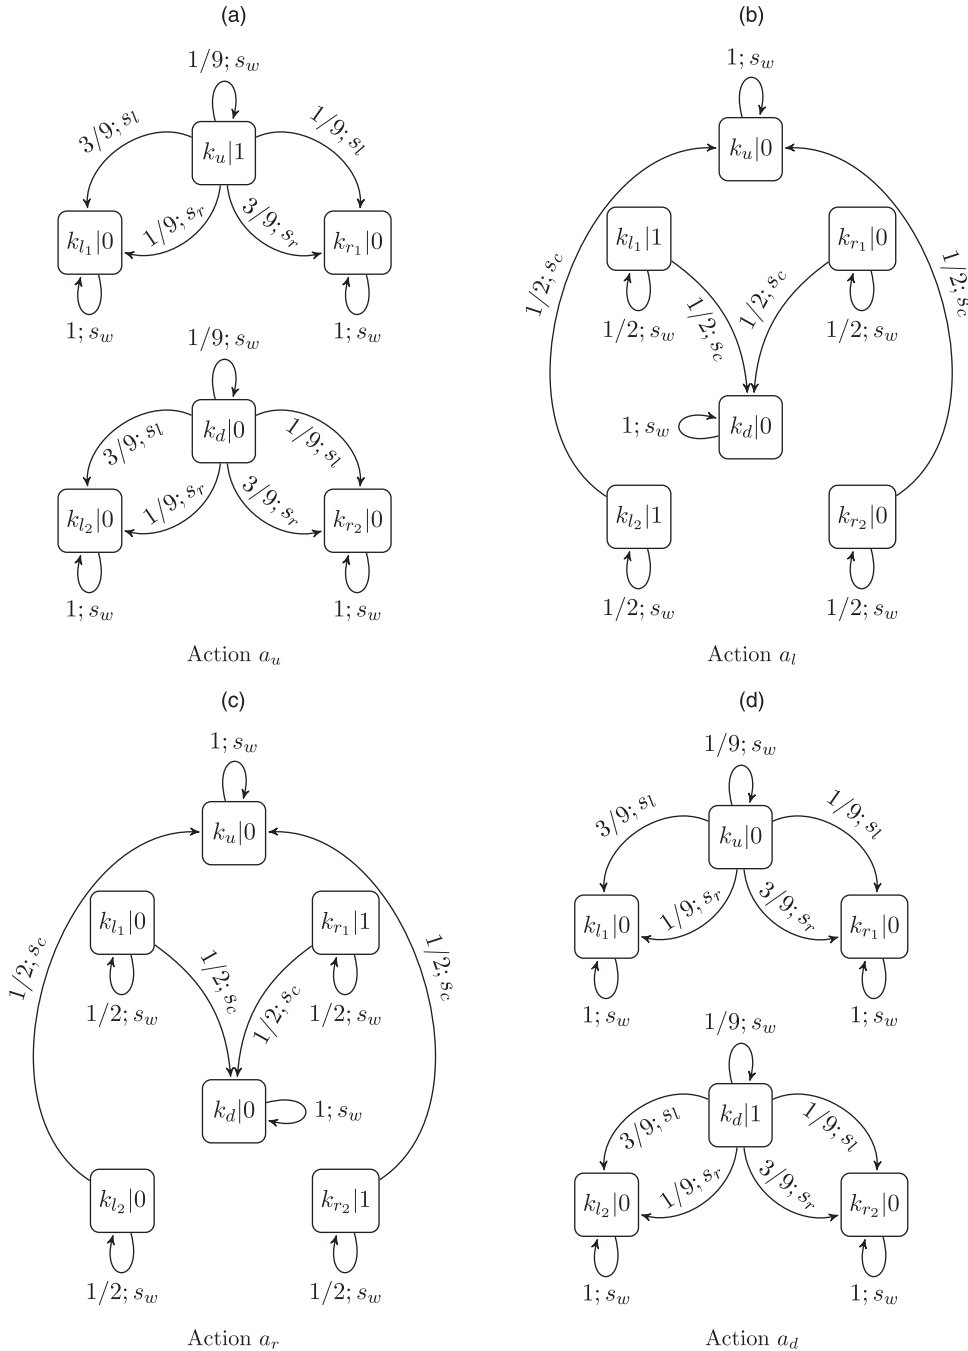 (a)
1/9; s_w
3/9; s_l
1/9; s_l
k_u|1
1/9; s_r
3/9; s_r
k_{l_1}|0
k_{r_1}|0
1; s_w
1; s_w
1/9; s_w
3/9; s_l
1/9; s_l
k_d|0
1/9; s_r
3/9; s_r
k_{l_2}|0
k_{r_2}|0
1; s_w
1; s_w
Action a_u
(b)
1; s_w
k_u|0
k_{l_1}|1
k_{r_1}|0
1/2; s_c
1/2; s_c
1/2; s_c
1/2; s_c
1/2; s_w
1/2; s_w
1; s_w
k_d|0
k_{l_2}|1
k_{r_2}|0
1/2; s_w
1/2; s_w
Action a_l
(c)
1; s_w
k_u|0
k_{l_1}|0
k_{r_1}|1
1/2; s_c
1/2; s_c
1/2; s_c
1/2; s_c
1/2; s_w
1/2; s_w
k_d|0
1; s_w
k_{l_2}|0
k_{r_2}|1
1/2; s_w
1/2; s_w
Action a_r
(d)
1/9; s_w
3/9; s_l
1/9; s_l
k_u|0
1/9; s_r
3/9; s_r
k_{l_1}|0
k_{r_1}|0
1; s_w
1; s_w
1/9; s_w
3/9; s_l
1/9; s_l
k_d|1
1/9; s_r
3/9; s_r
k_{l_2}|0
k_{r_2}|0
1; s_w
1; s_w
Action a_d